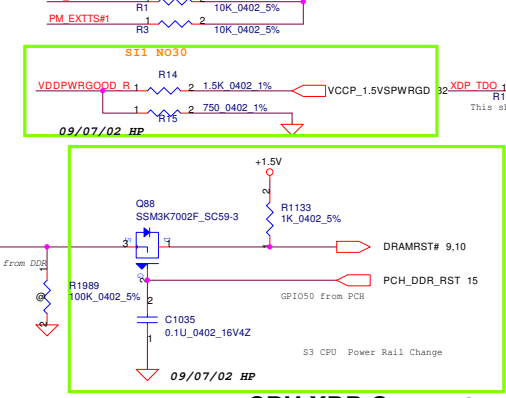 R1 10K_0402_5%
PM_EXTTS#1 1 2
R3 10K_0402_5%
SI1 NO30
VDDPWRGOOD_R 1 R14 2 1.5K_0402_1% VCCP_1.5VSPWRGD 32 XDP_TDO
1 R15 2 750_0402_1%
This
09/07/02 HP
+1.5V
2
Q88
SSM3K7002F_SC59-3
R1133
1K_0402_5%
3 1 1 DRAMRST# 9,10
from DDR
1 2 PCH_DDR_RST 15
R1989
@ 100K_0402_5%
2
GPIO50 from PCH
2
C1035
0.1U_0402_16V4Z
1
S3 CPU Power Rail Change
09/07/02 HP